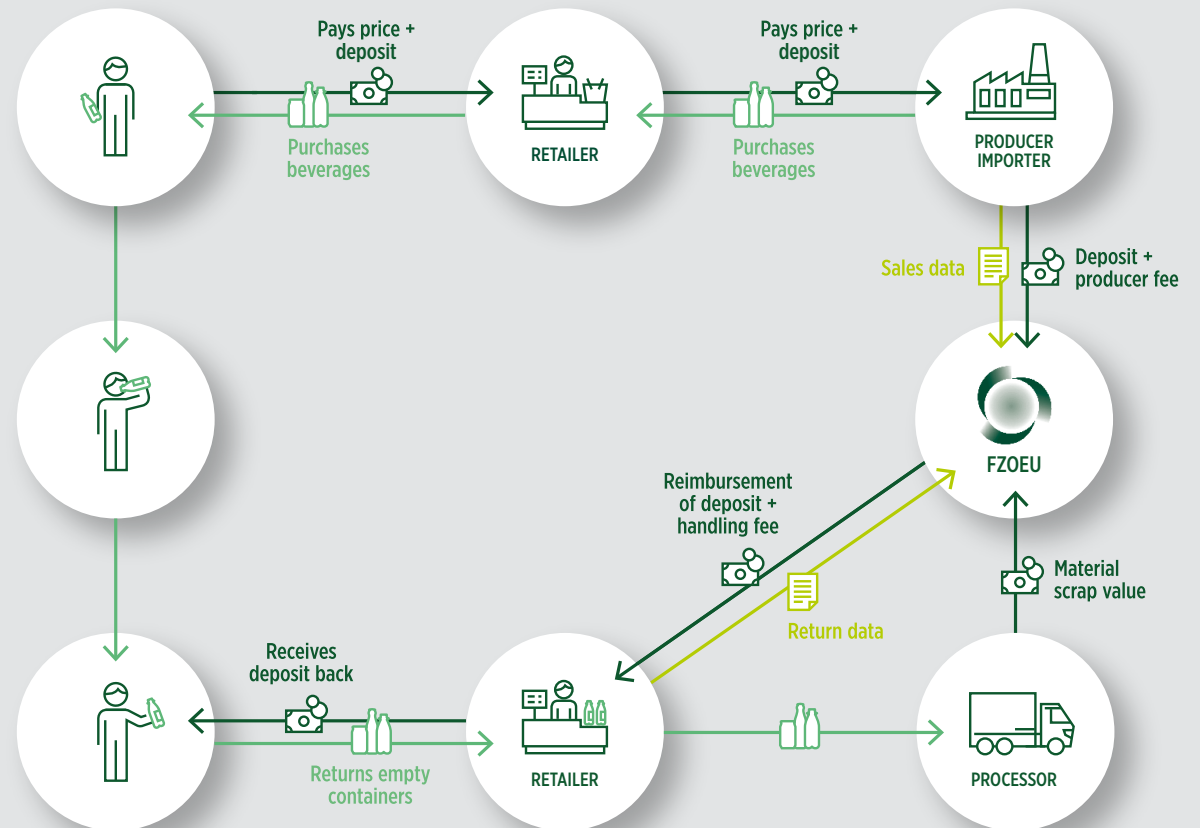 Pays price +
deposit
Pays price +
deposit
Purchases
beverages
RETAILER
Purchases
beverages
PRODUCER
IMPORTER
Sales data
Deposit +
producer fee
FZOEU
Reimbursement
of deposit +
handling fee
Return data
Material
scrap value
Receives
deposit back
Returns empty
containers
RETAILER
PROCESSOR